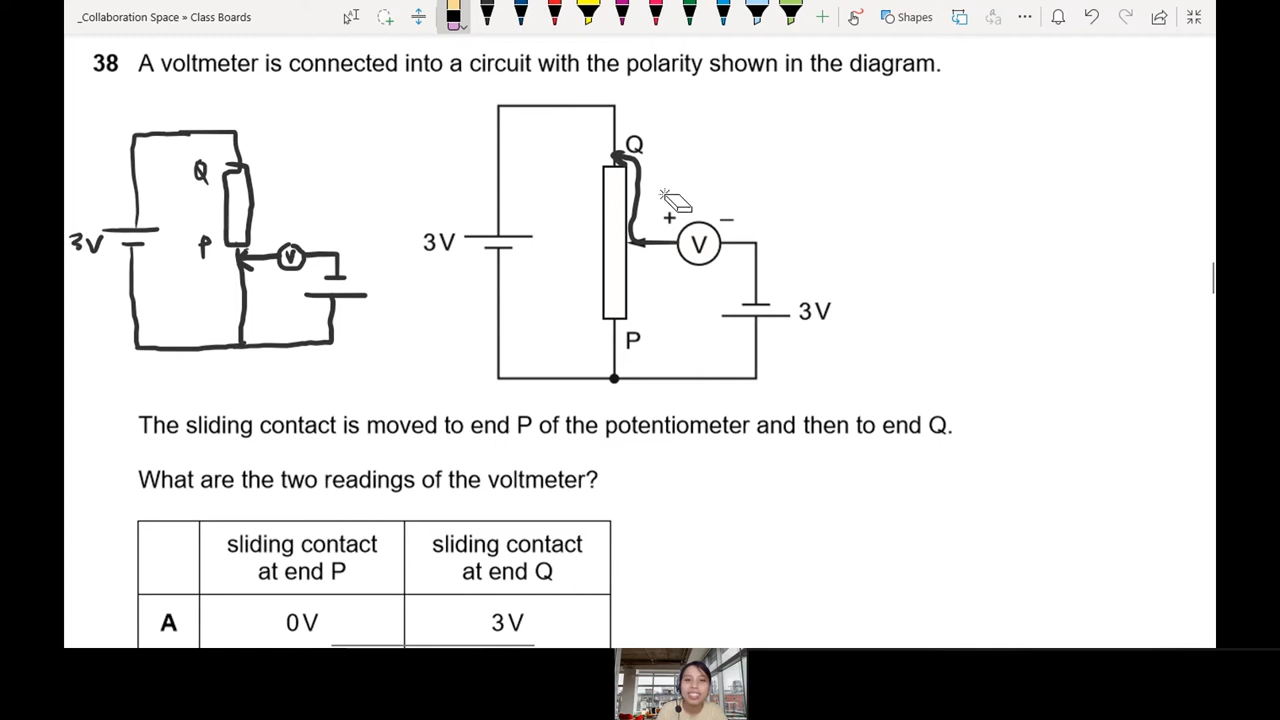 _Collaboration Space » Class Boards
Shapes
38 A voltmeter is connected into a circuit with the polarity shown in the diagram.
Q
Q
+
−
3V
P
V
3V
V
3V
P
The sliding contact is moved to end P of the potentiometer and then to end Q.
What are the two readings of the voltmeter?
sliding contact at end P
sliding contact at end Q
A 0V 3V